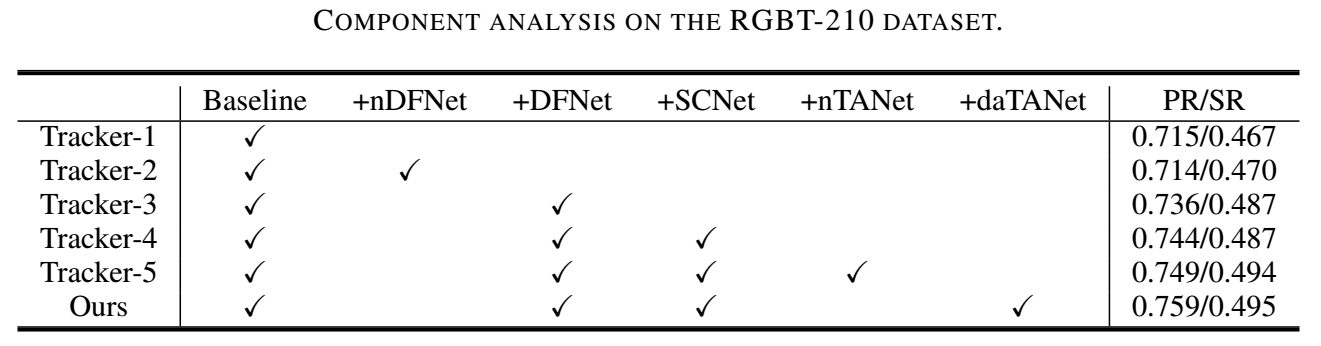 COMPONENT ANALYSIS ON THE RGBT-210 DATASET.
Baseline +nDFNet +DFNet +SCNet +nTANet +daTANet PR/SR
Tracker-1 ✓ 0.715/0.467
Tracker-2 ✓ ✓ 0.714/0.470
Tracker-3 ✓ ✓ 0.736/0.487
Tracker-4 ✓ ✓ ✓ 0.744/0.487
Tracker-5 ✓ ✓ ✓ ✓ 0.749/0.494
Ours ✓ ✓ ✓ ✓ 0.759/0.495